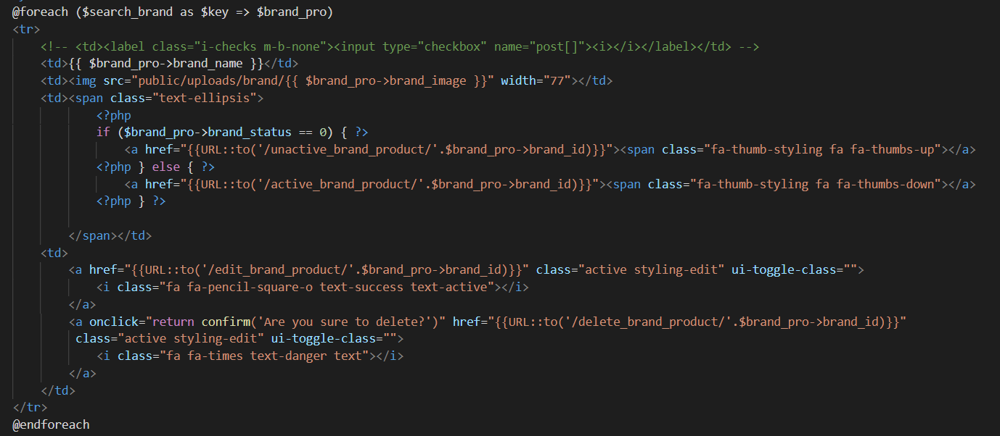 @foreach ($search_brand as $key => $brand_pro)
<tr>
<!-- <td><label class="i-checks m-b-none"><input type="checkbox" name="post[]"><i></i></label></td> -->
<td>{{ $brand_pro->brand_name }}</td>
<td><img src="public/uploads/brand/{{ $brand_pro->brand_image }}" width="77"></td>
<td><span class="text-ellipsis">
<?php
if ($brand_pro->brand_status == 0) { ?>
<a href="{{URL::to('/unactive_brand_product/'.$brand_pro->brand_id)}}"><span class="fa-thumb-styling fa fa-thumbs-up"></a>
<?php } else { ?>
<a href="{{URL::to('/active_brand_product/'.$brand_pro->brand_id)}}"><span class="fa-thumb-styling fa fa-thumbs-down"></a>
<?php } ?>
</span></td>
<td>
<a href="{{URL::to('/edit_brand_product/'.$brand_pro->brand_id)}}" class="active styling-edit" ui-toggle-class="">
<i class="fa fa-pencil-square-o text-success text-active"></i>
</a>
<a onclick="return confirm('Are you sure to delete?')" href="{{URL::to('/delete_brand_product/'.$brand_pro->brand_id)}}"
class="active styling-edit" ui-toggle-class="">
<i class="fa fa-times text-danger text"></i>
</a>
</td>
</tr>
@endforeach